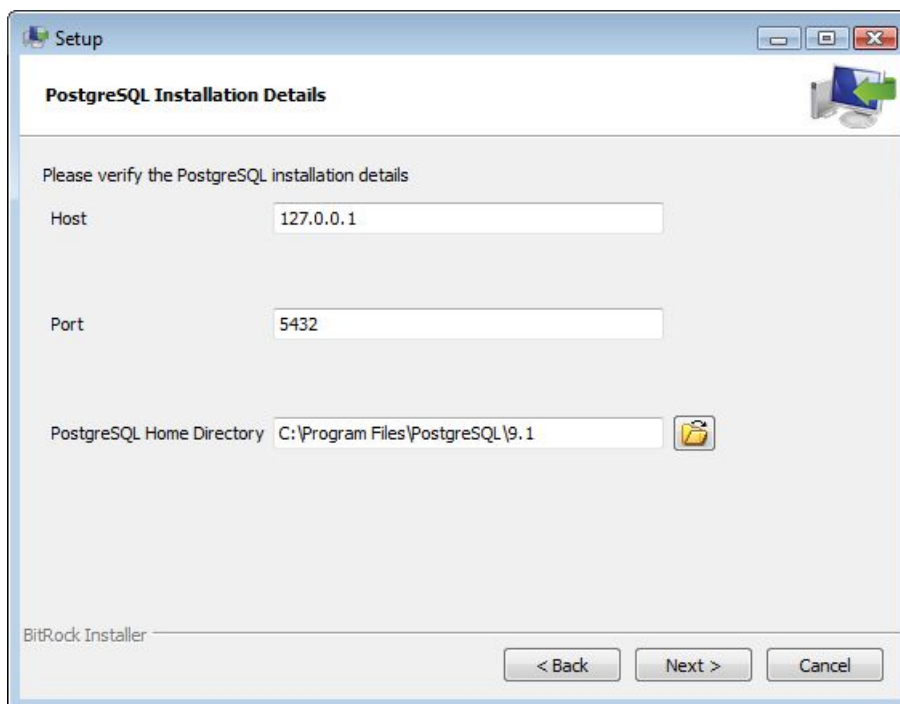 Setup
PostgreSQL Installation Details
Please verify the PostgreSQL installation details
Host 127.0.0.1
Port 5432
PostgreSQL Home Directory C:\Program Files\PostgreSQL\9.1
BitRock Installer
< Back Next > Cancel